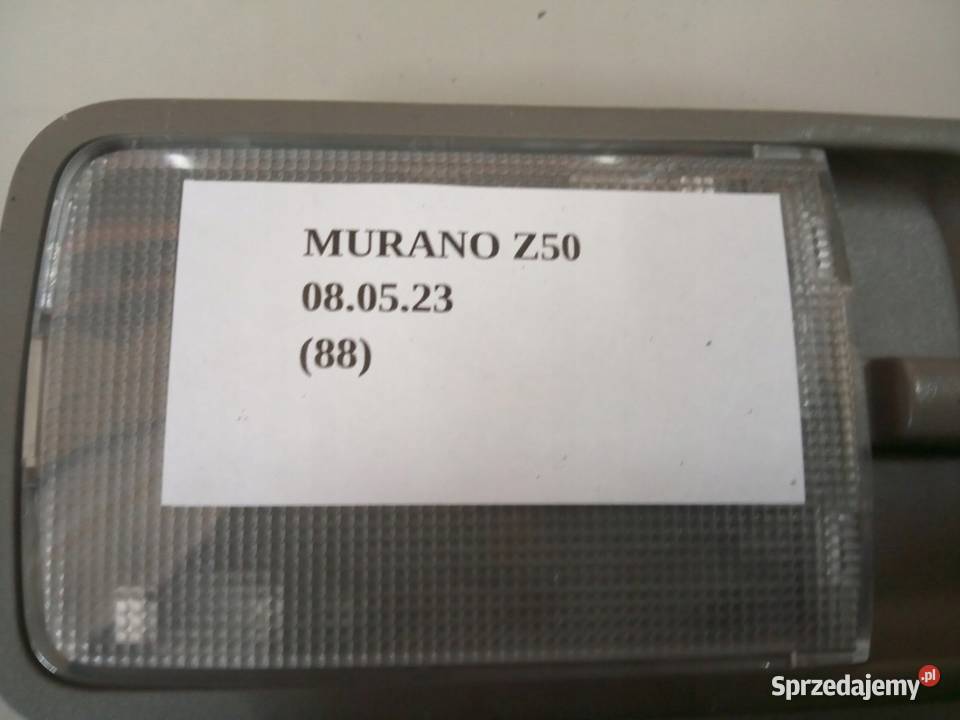 MURANO Z50
08.05.23
(88)
Sprzedajemy.pl